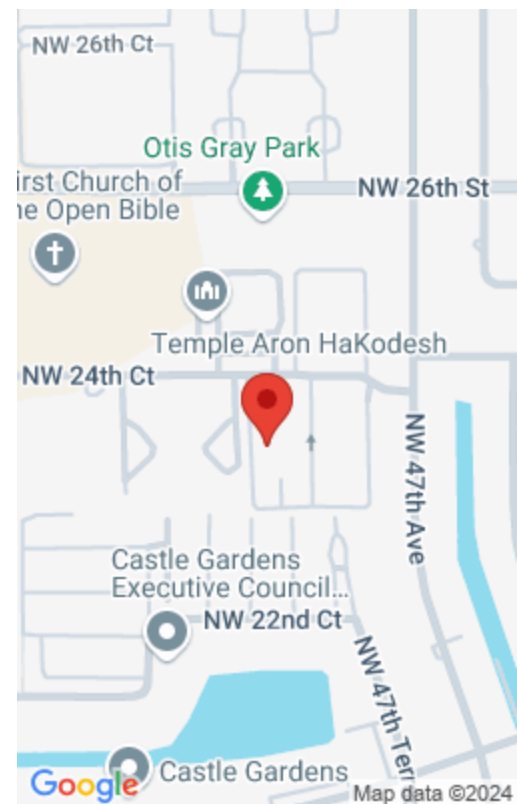 NW 26th Ct
Otis Gray Park
irst Church of
ne Open Bible
NW 26th St
Temple Aron HaKodesh
NW 24th Ct
NW 47th Ave
Castle Gardens
Executive Council...
NW 22nd Ct
NW 47th Terr
Castle Gardens
Google
Map data ©2024